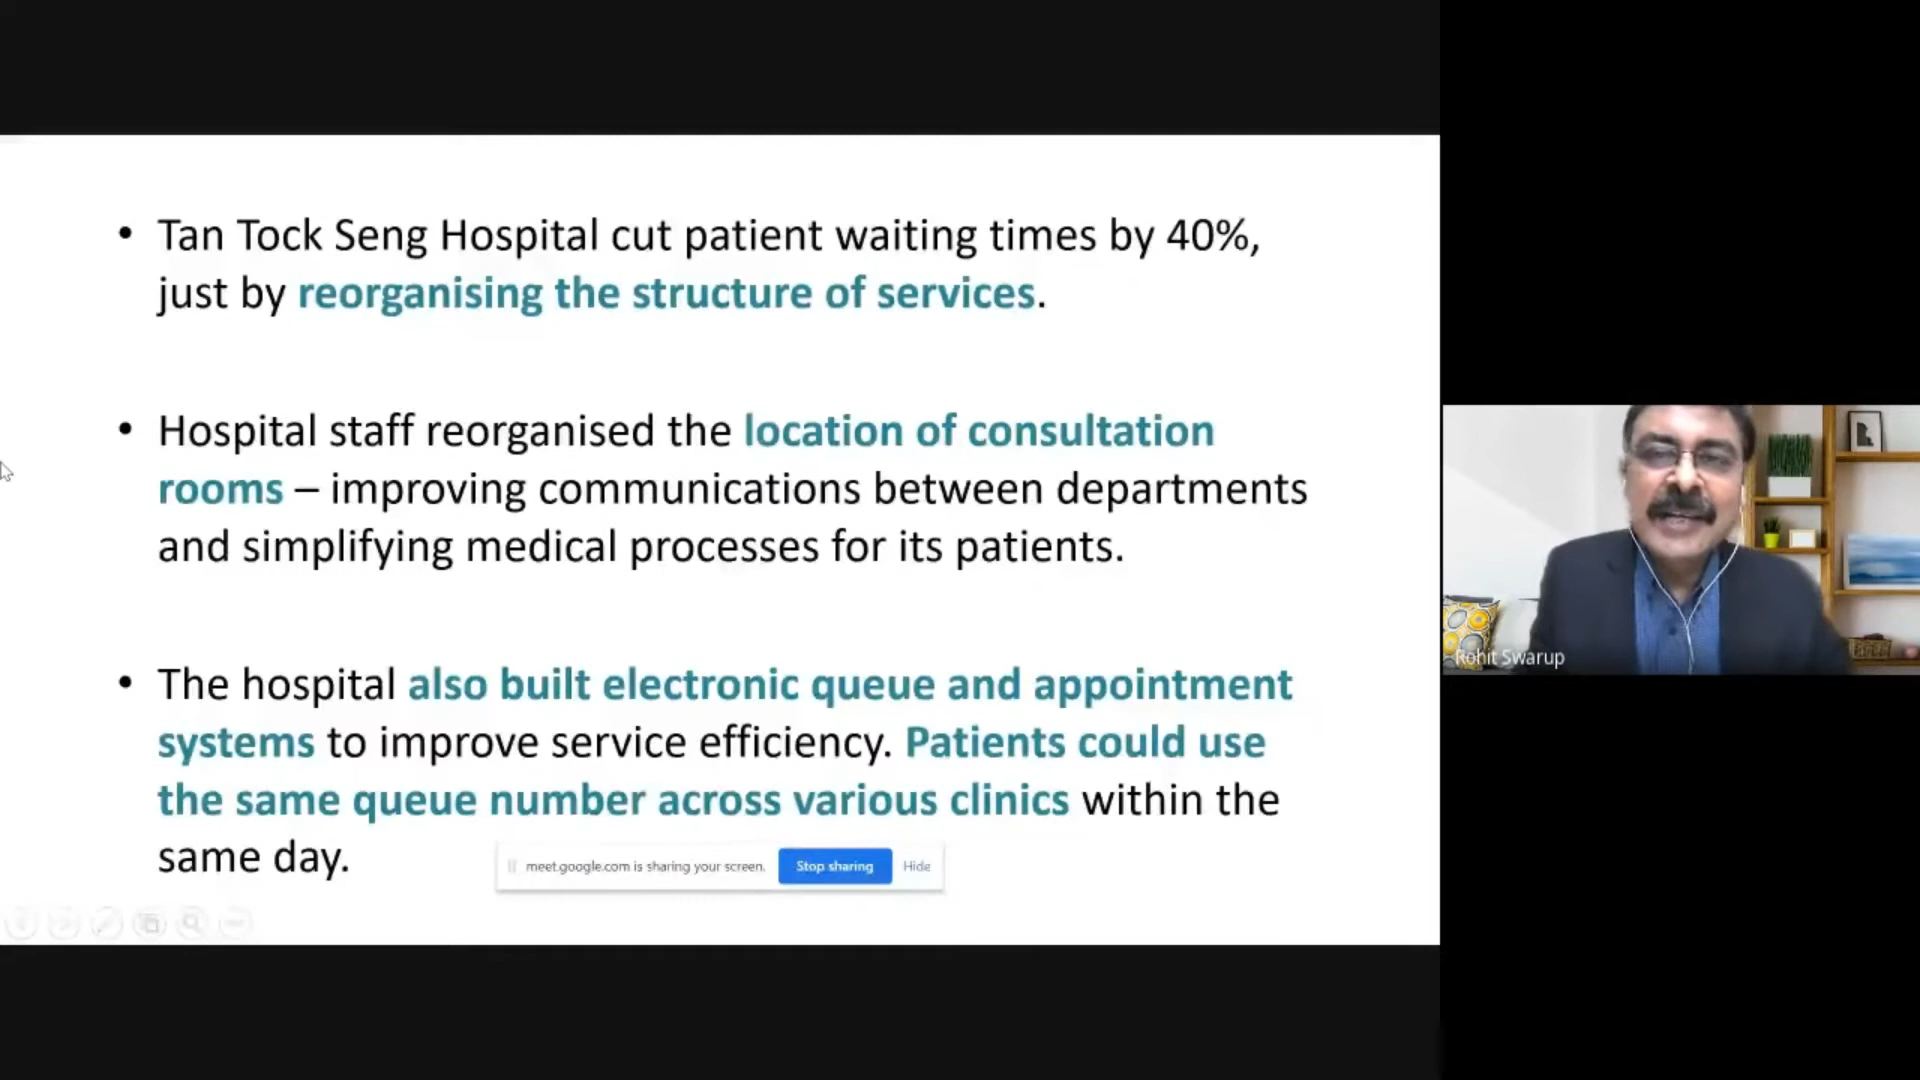 • Tan Tock Seng Hospital cut patient waiting times by 40%,
just by reorganising the structure of services.
• Hospital staff reorganised the location of consultation
rooms – improving communications between departments
and simplifying medical processes for its patients.
• The hospital also built electronic queue and appointment
systems to improve service efficiency. Patients could use
the same queue number across various clinics within the
same day.
meet.google.com is sharing your screen. Stop sharing Hide
Rohit Swarup